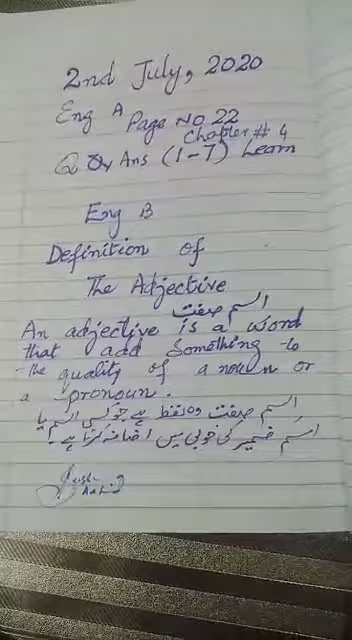 2nd July, 2020
Eng A Page No 22
Chapter # 4
Q & Ans (1-7) Learn
Eng B
Definition of
The Adjective
اسم صفت
An adjective is a word
that add something to
the quality of a noun or
a pronoun.
اسم صفت وہ لفظ ہے جو کسی اسم یا
اسم ضمیر کی خوبی میں اضافہ کرتا ہے۔